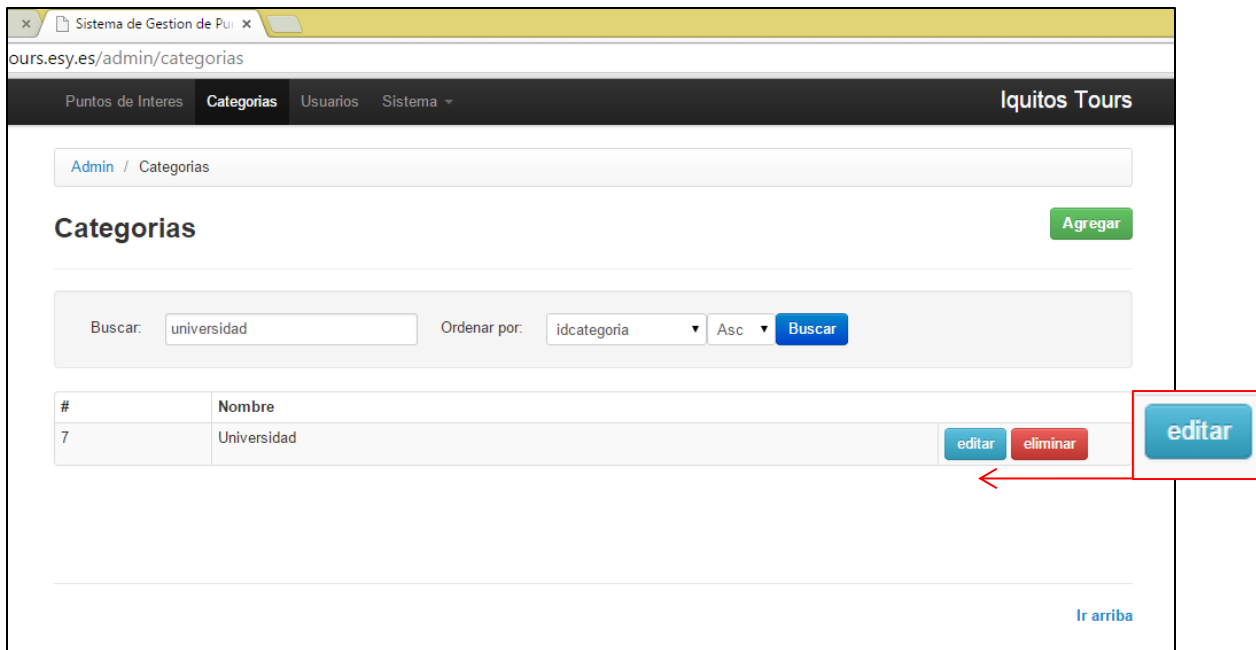 Sistema de Gestion de Pu
ours.esy.es/admin/categorias
Puntos de Interes Categorias Usuarios Sistema Iquitos Tours
Admin / Categorias
Categorias Agregar
Buscar: universidad Ordenar por: idcategoria Asc Buscar
# Nombre
7 Universidad editar eliminar
editar
Ir arriba